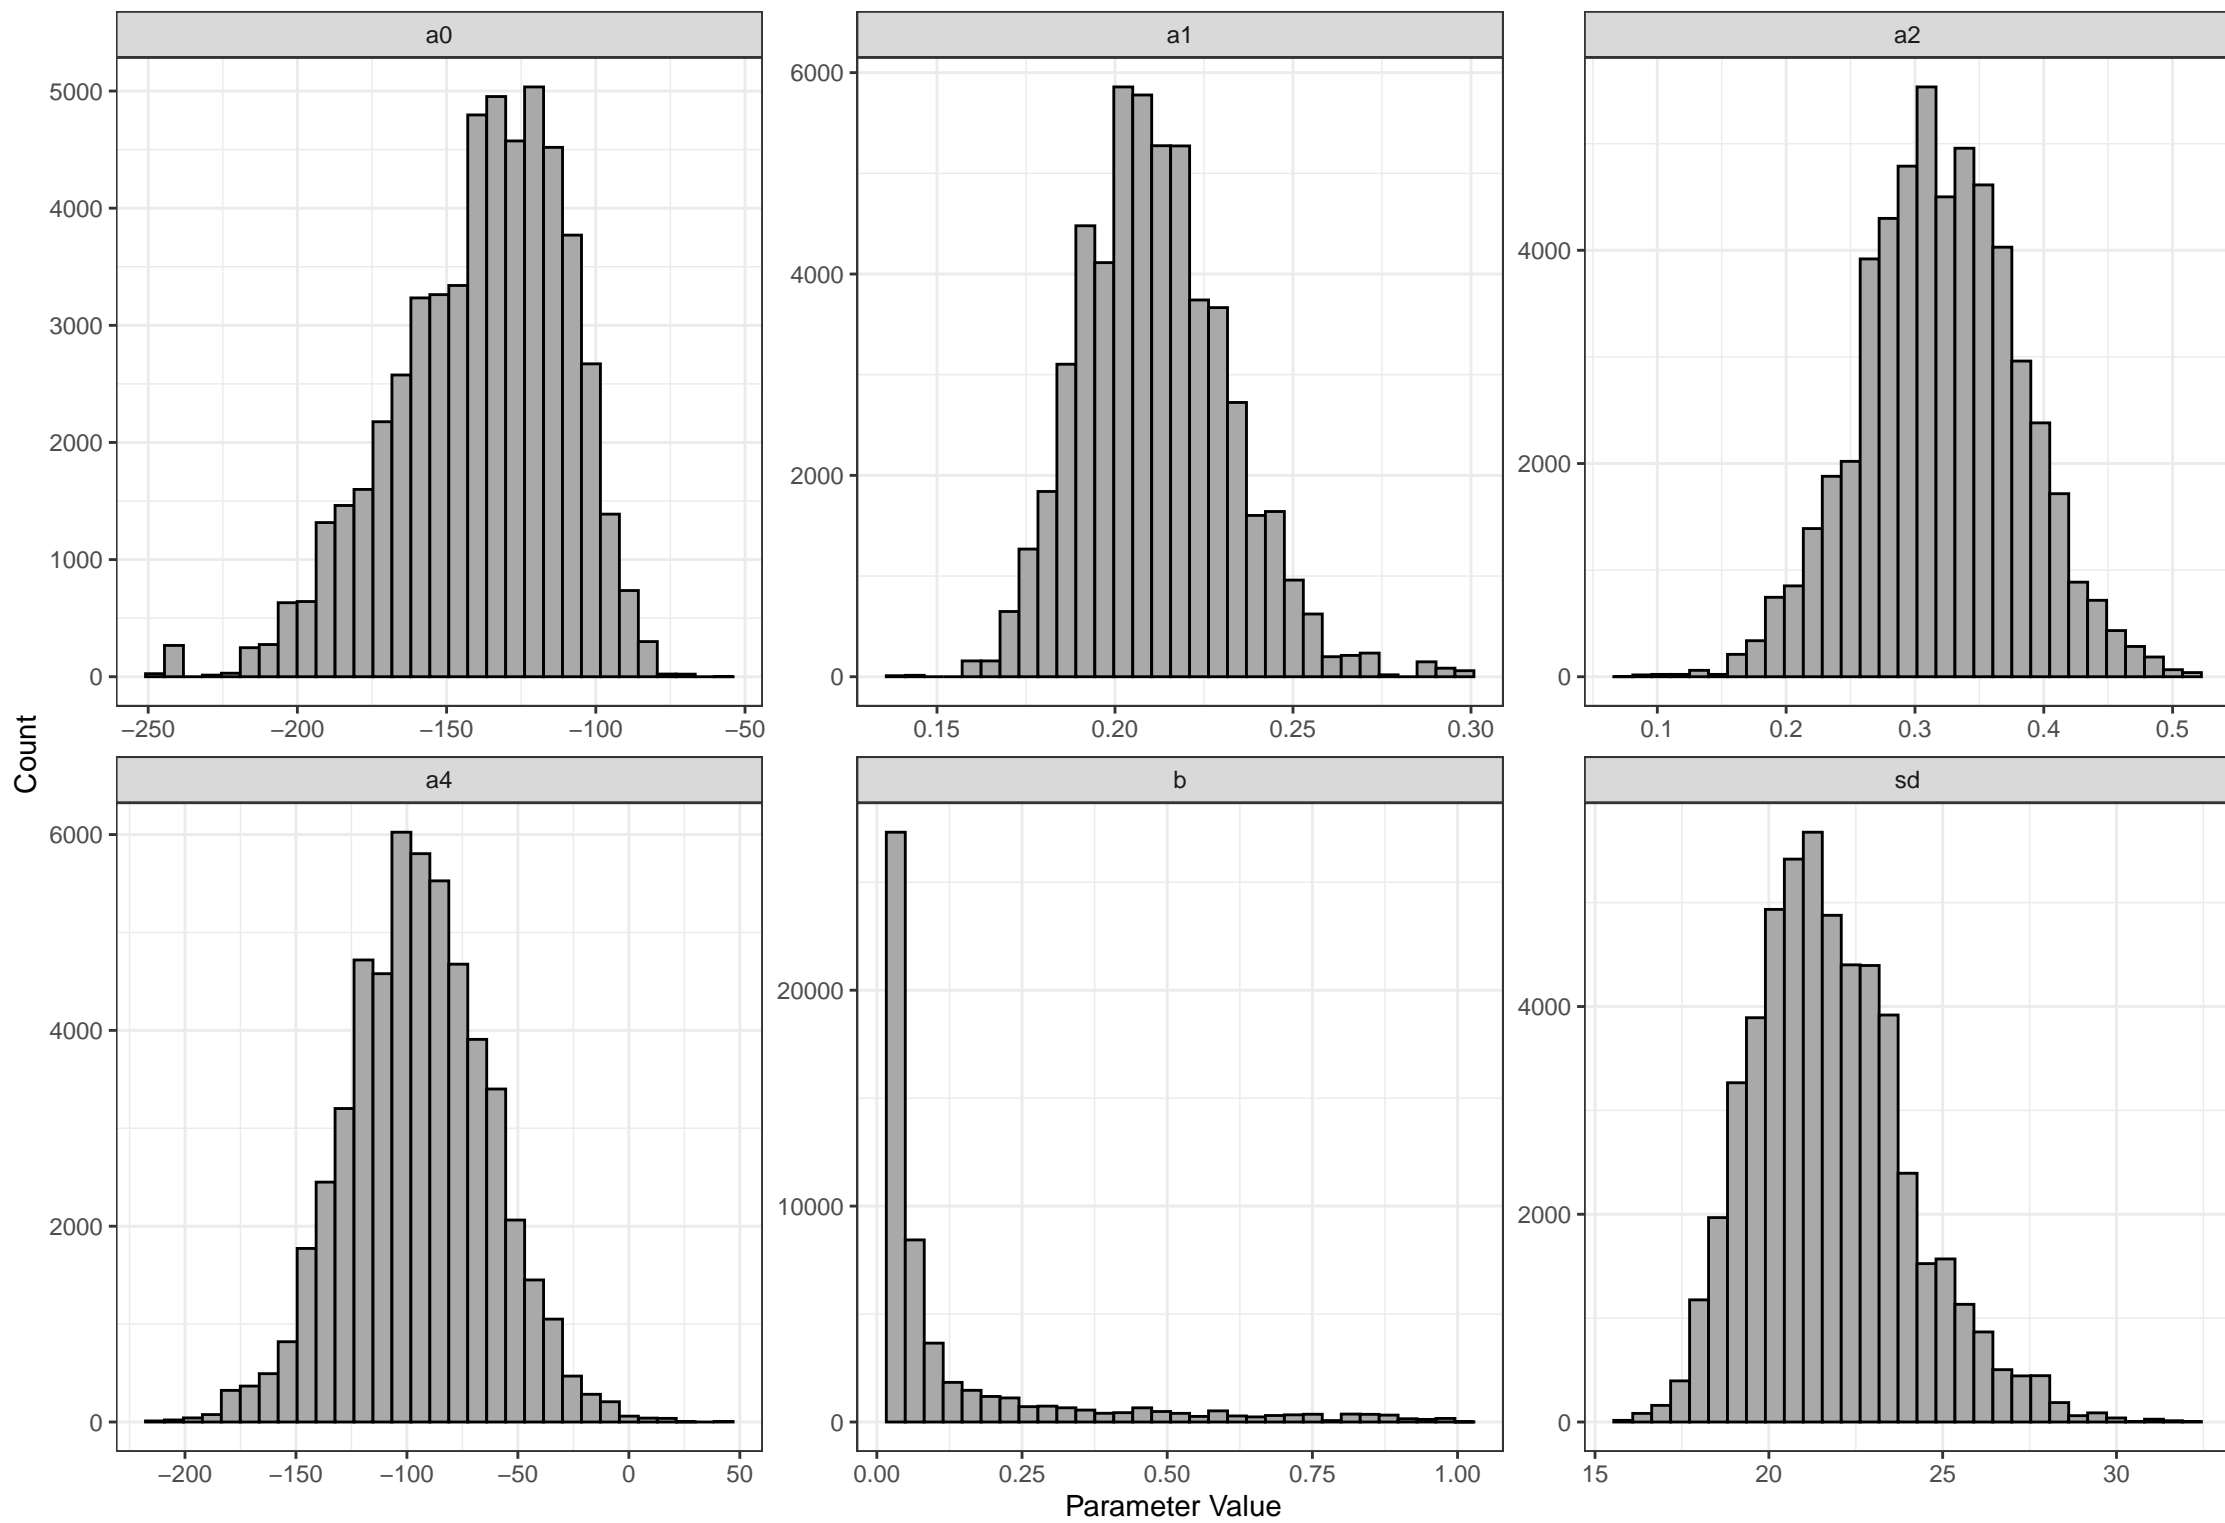 a0 a1 a2
5000 4000 3000 2000 1000 0
6000 4000 2000 0
4000 2000 0
−250 −200 −150 −100 −50
0.15 0.20 0.25 0.30
0.1 0.2 0.3 0.4 0.5
Count
a4 b sd
6000 4000 2000 0
20000 10000 0
4000 2000 0
−200 −150 −100 −50 0 50
0.00 0.25 0.50 0.75 1.00
15 20 25 30
Parameter Value